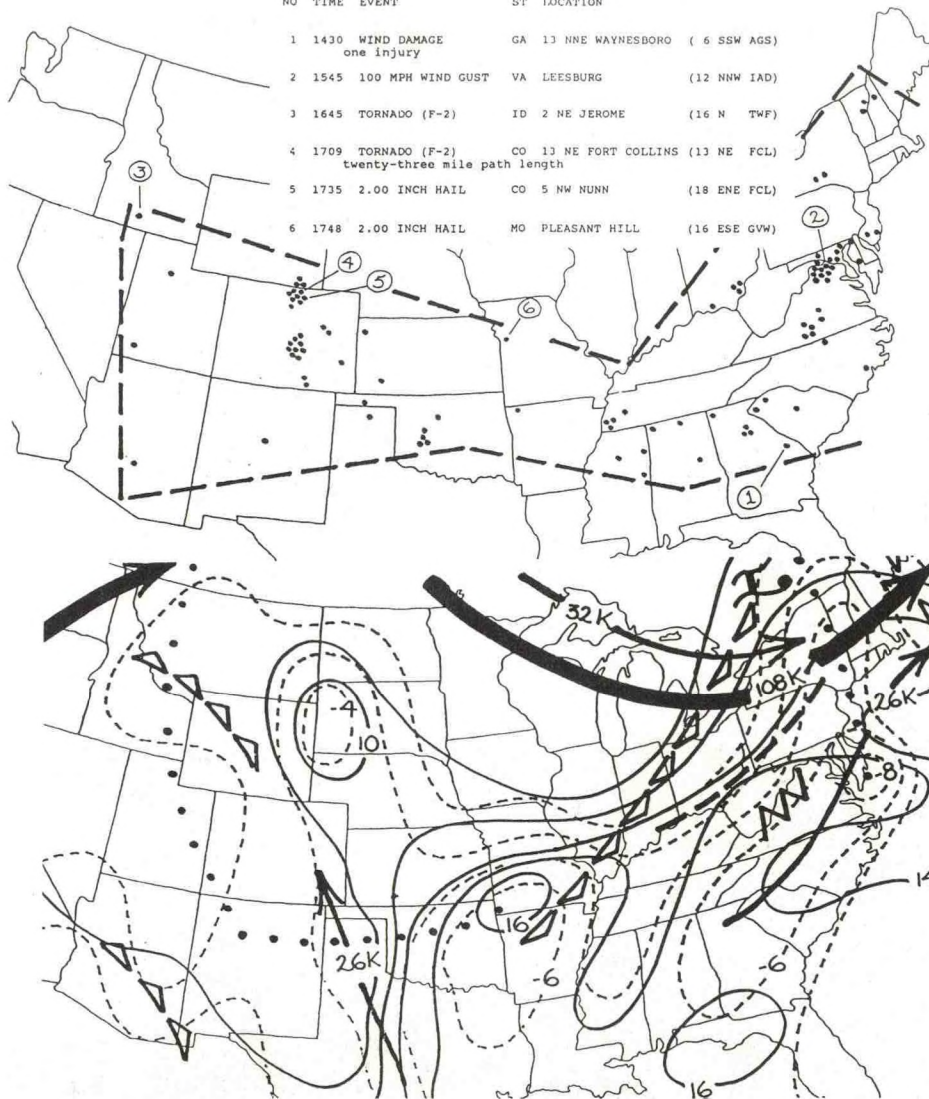 NO TIME EVENT ST LOCATION
1 1430 WIND DAMAGE GA 13 NNE WAYNESBORO ( 6 SSW AGS)
one injury
2 1545 100 MPH WIND GUST VA LEESBURG (12 NNW IAD)
3 1645 TORNADO (F-2) ID 2 NE JEROME (16 N TWF)
4 1709 TORNADO (F-2) CO 13 NE FORT COLLINS (13 NE FCL)
twenty-three mile path length
5 1735 2.00 INCH HAIL CO 5 NW NUNN (18 ENE FCL)
6 1748 2.00 INCH HAIL MO PLEASANT HILL (16 ESE GVW)
3
2
4
5
6
1
32K
108K
26K
-4
10
-8
14
16
26K
-6
-6
16